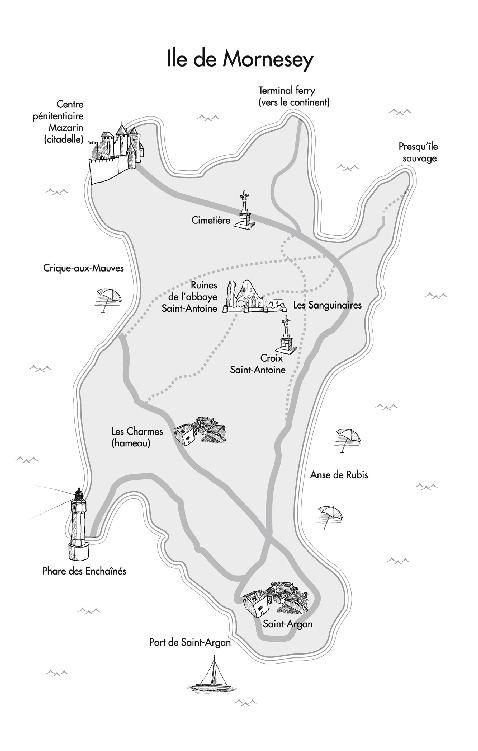 Ile de Mornesey
Terminal ferry
(vers le continent)
Centre
pénitentiaire
Mazarin
(citadelle)
Presqu'île
sauvage
Cimetière
Crique-aux-Mauves
Ruines
de l'abbaye
Saint-Antoine
Les Sanguinaires
Croix
Saint-Antoine
Les Charmes
(hameau)
Anse de Rubis
Phare des Enchaînés
Saint-Argan
Port de Saint-Argan